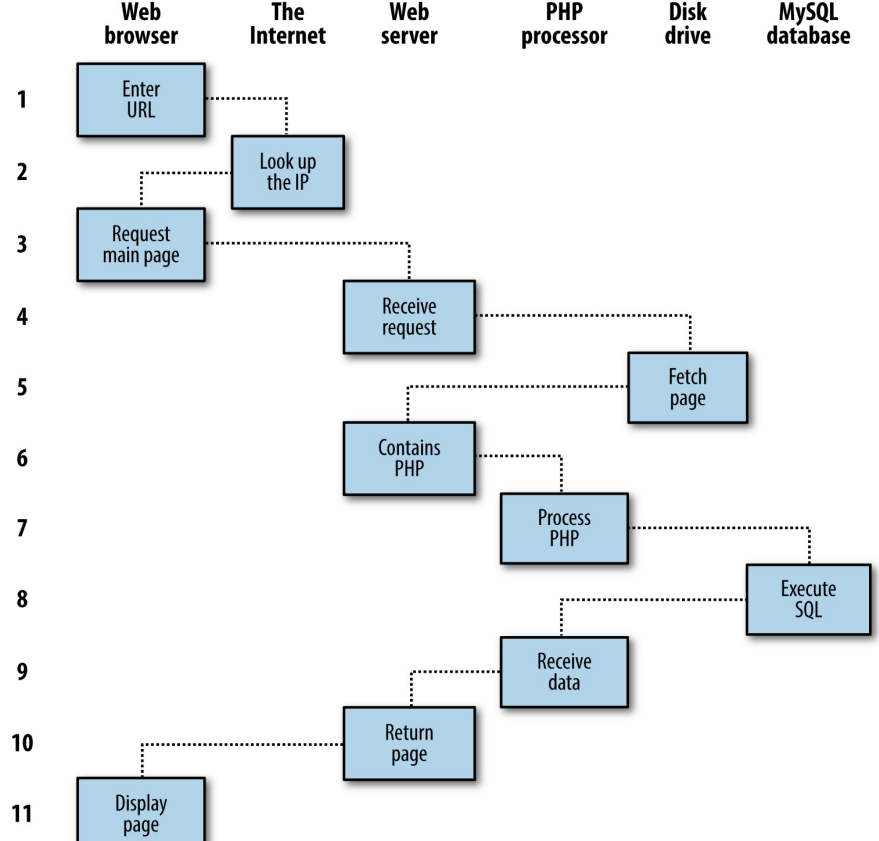 Web The Web PHP Disk MySQL
browser Internet server processor drive database
1
Enter
URL
2
Look up
the IP
3
Request
main page
4
Receive
request
5
Fetch
page
6
Contains
PHP
7
Process
PHP
8
Execute
SQL
9
Receive
data
10
Return
page
11
Display
page